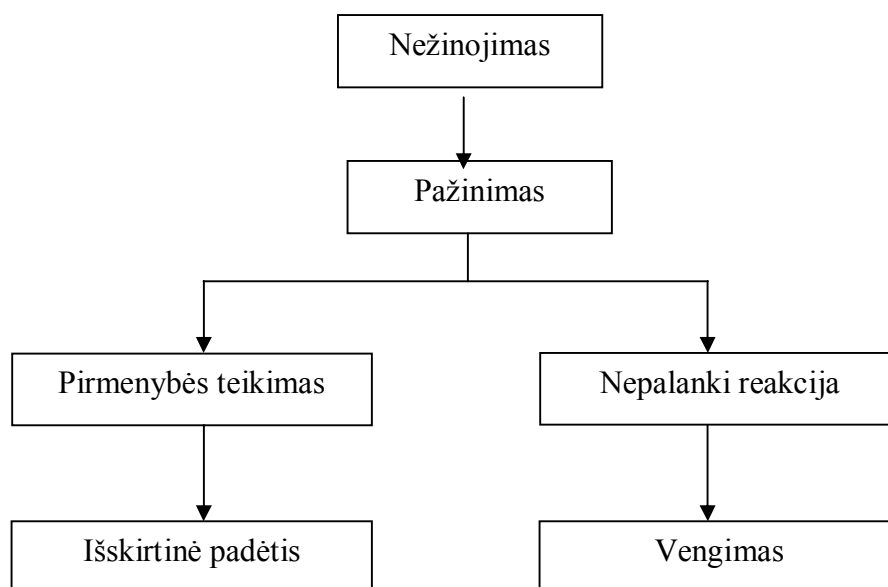 Nežinojimas
Pažinimas
Pirmenybės teikimas
Nepalanki reakcija
Išskirtinė padėtis
Vengimas